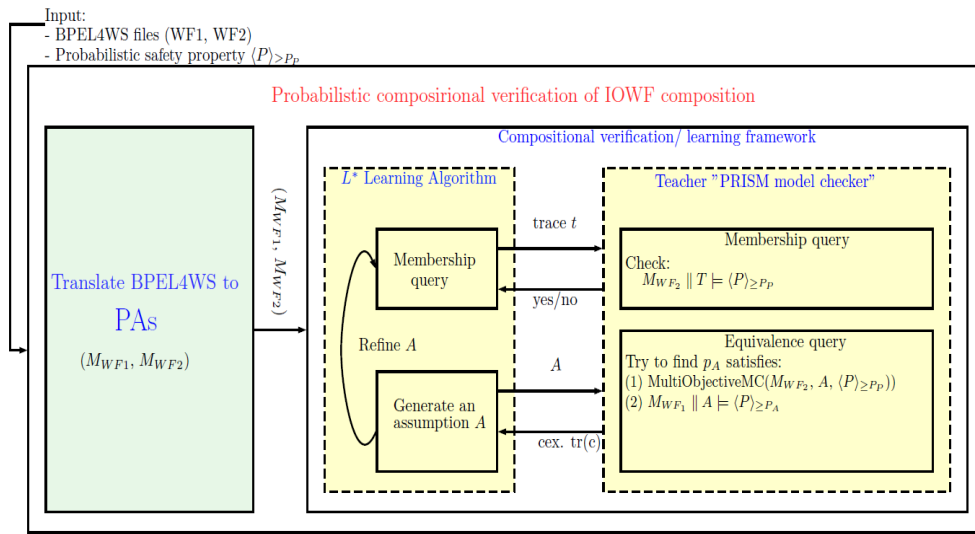 Input:
- BPEL4WS files (WF1, WF2)
- Probabilistic safety property ⟨P⟩≥P_P
Probabilistic composirional verification of IOWF composition
Translate BPEL4WS to
PAs
(M_WF1, M_WF2)
(M_WF1, M_WF2)
Compositional verification/ learning framework
L* Learning Algorithm
Membership
query
Refine A
Generate an
assumption A
trace t
yes/no
A
cex. tr(c)
Teacher "PRISM model checker"
Membership query
Check:
M_WF2 ∥ T ⊨ ⟨P⟩≥P_P
Equivalence query
Try to find p_A satisfies:
(1) MultiObjectiveMC(M_WF2, A, ⟨P⟩≥P_P))
(2) M_WF1 ∥ A ⊨ ⟨P⟩≥P_A